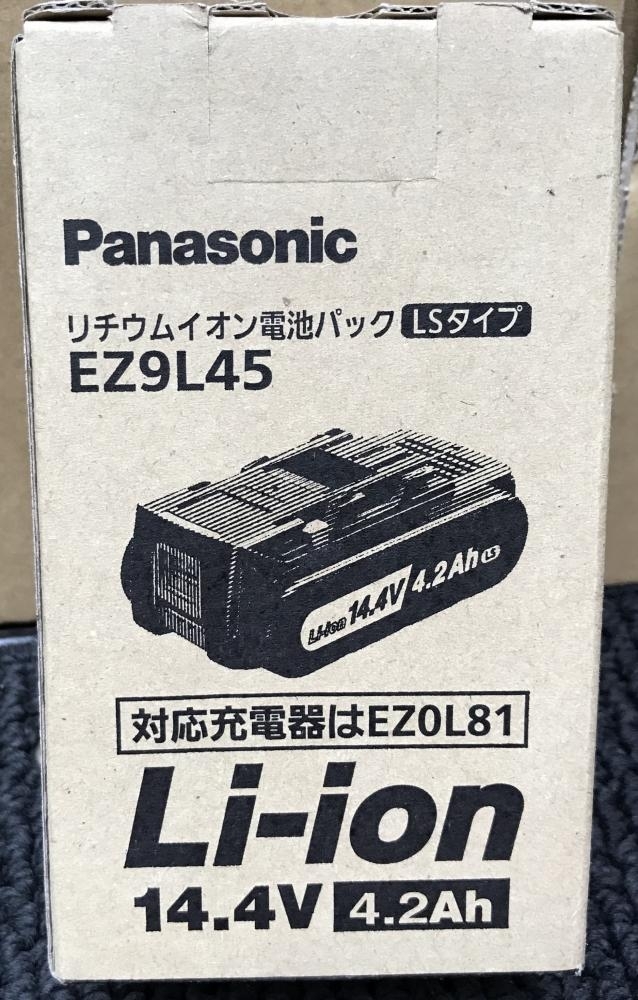 Panasonic
リチウムイオン電池パック LSタイプ
EZ9L45
Li-ion 14.4V 4.2Ah LS
対応充電器はEZ0L81
Li-ion
14.4V 4.2Ah